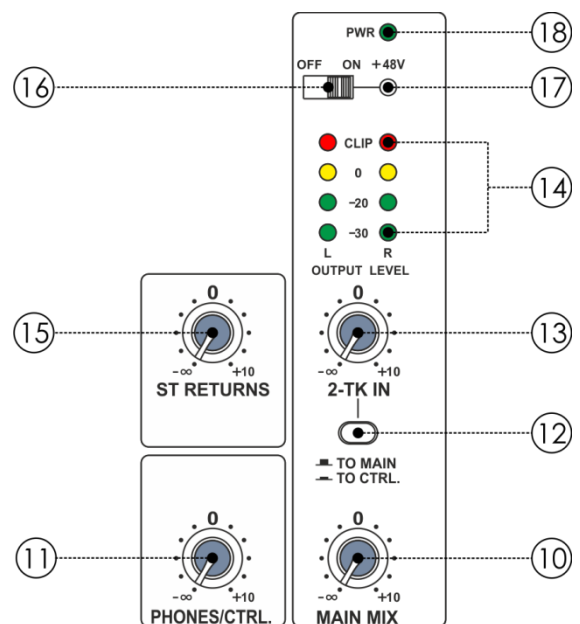 PWR
18
OFF ON +48V
16
17
CLIP
0
-20
-30
14
L R
OUTPUT LEVEL
0
15
-∞ +10
ST RETURNS
0
13
-∞ +10
2-TK IN
12
TO MAIN
TO CTRL.
0
11
-∞ +10
PHONES/CTRL.
0
10
-∞ +10
MAIN MIX